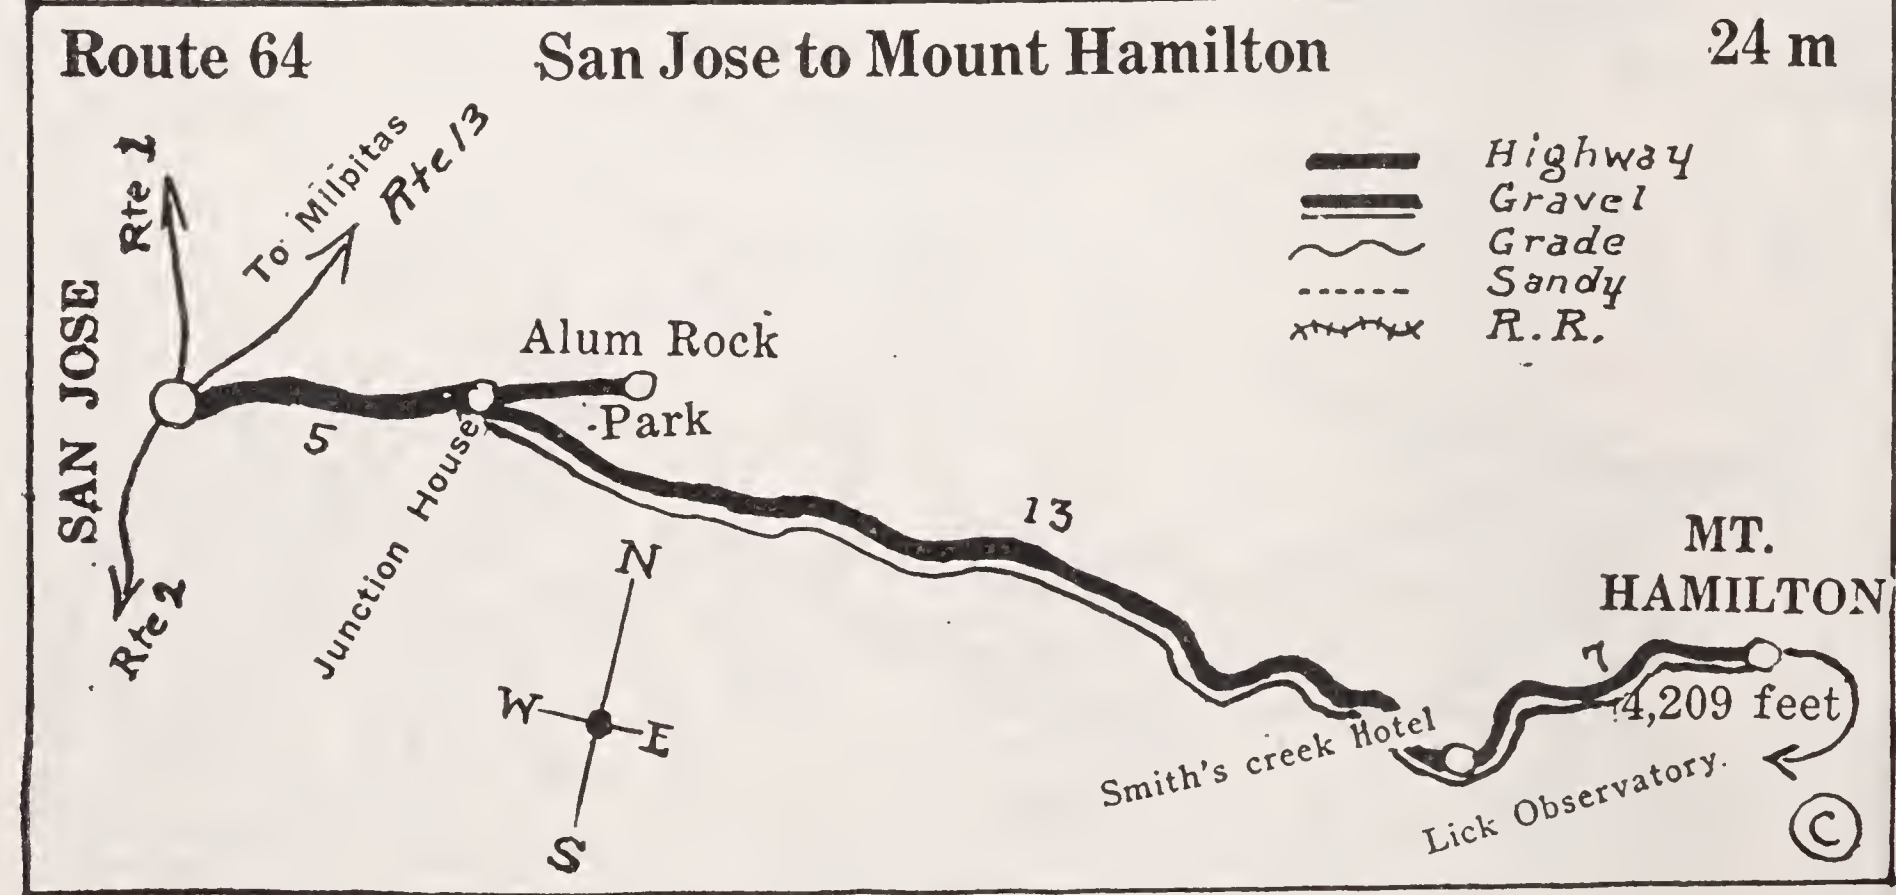 Route 64 San Jose to Mount Hamilton 24 m
Highway
Gravel
Grade
Sandy
R.R.
Rte 1
To Milpitas
Rte 13
SAN JOSE
Alum Rock
Park
5
Junction House
Rte 2
13
N
W
E
S
MT.
HAMILTON
7
4,209 feet
Smith's creek Hotel
Lick Observatory.
©